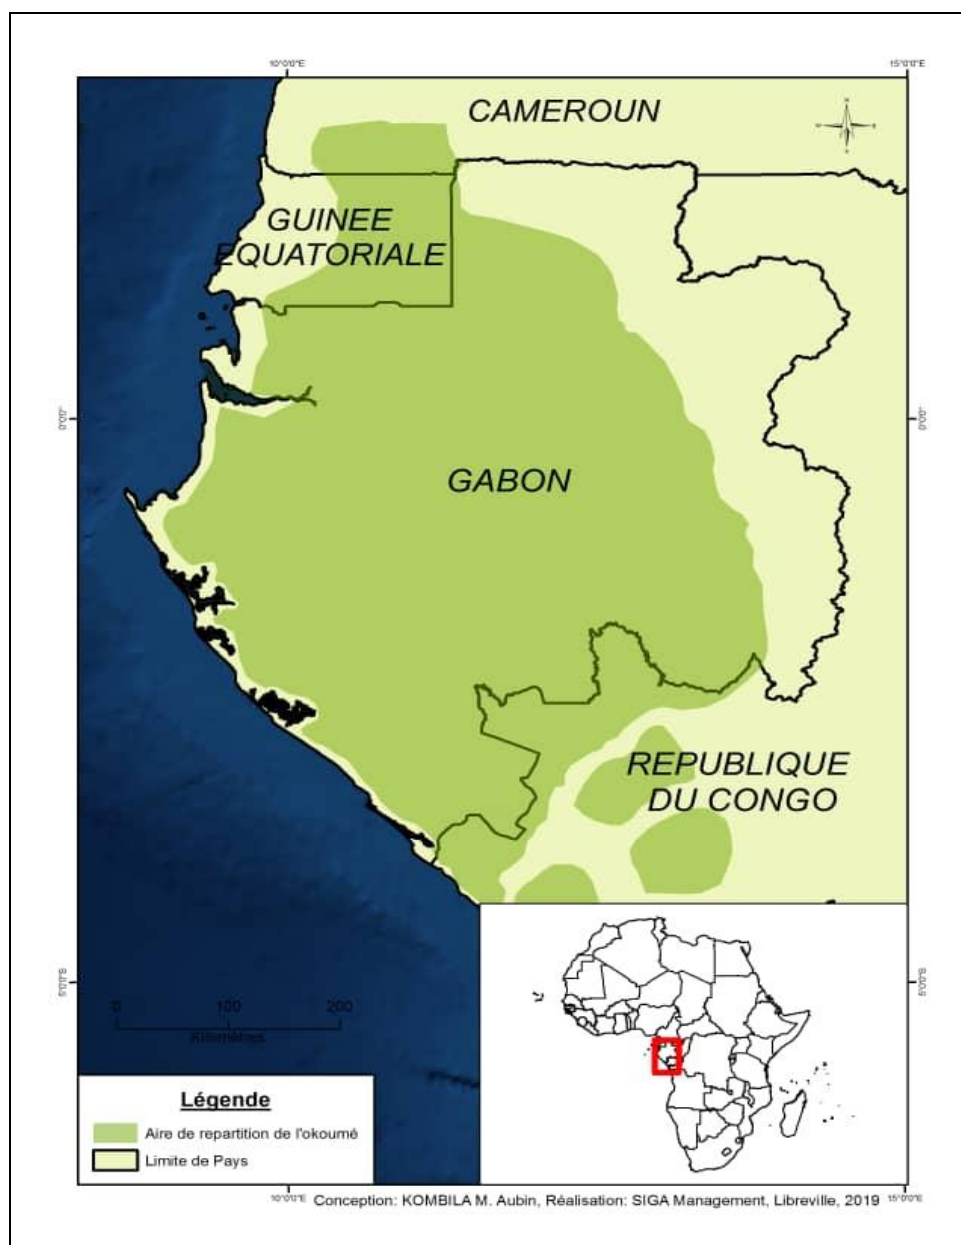 10°0'0"E
15°0'0"E
CAMEROUN
GUINEE
EQUATORIALE
0°0'0"
0°0'0"
GABON
REPUBLIQUE
DU CONGO
5°0'0"S
5°0'0"S
0 100 200
Kilomètres
Légende
Aire de repartition de l'okoumé
Limite de Pays
10°0'0"E
15°0'0"E
Conception: KOMBILA M. Aubin, Réalisation: SIGA Management, Libreville, 2019